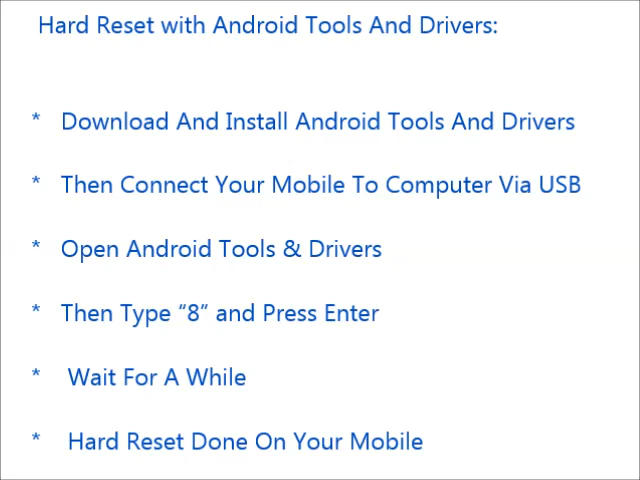 Hard Reset with Android Tools And Drivers:
* Download And Install Android Tools And Drivers
* Then Connect Your Mobile To Computer Via USB
* Open Android Tools & Drivers
* Then Type “8” and Press Enter
* Wait For A While
* Hard Reset Done On Your Mobile